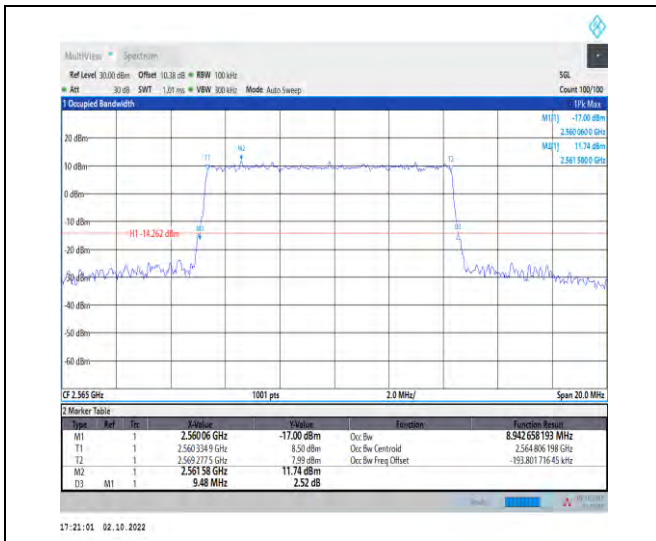 MultiView Spectrum
Ref Level 30.00 dBm Offset 10.38 dB RBW 100 kHz SGL
Att 30 dB SWT 1.01 ms VBW 300 kHz Mode Auto Sweep Count 100/100
1 Occupied Bandwidth 1Pk Max
M1[1] -17.00 dBm
2.560 060 0 GHz
M2[1] 11.74 dBm
2.561 580 0 GHz
20 dBm
M2
T1 T2
10 dBm
0 dBm
-10 dBm
M1 D3
H1 -14.262 dBm
-20 dBm
-30 dBm
-40 dBm
-50 dBm
-60 dBm
CF 2.565 GHz 1001 pts 2.0 MHz/ Span 20.0 MHz
2 Marker Table
Type Ref Trc X-Value Y-Value Function Function Result
M1 1 2.56006 GHz -17.00 dBm Occ Bw 8.942 658 193 MHz
T1 1 2.560 334 9 GHz 8.50 dBm Occ Bw Centroid 2.564 806 198 GHz
T2 1 2.569 277 5 GHz 7.99 dBm Occ Bw Freq Offset -193.801 716 45 kHz
M2 1 2.561 58 GHz 11.74 dBm
D3 M1 1 9.48 MHz 2.52 dB
17:21:01 02.10.2022